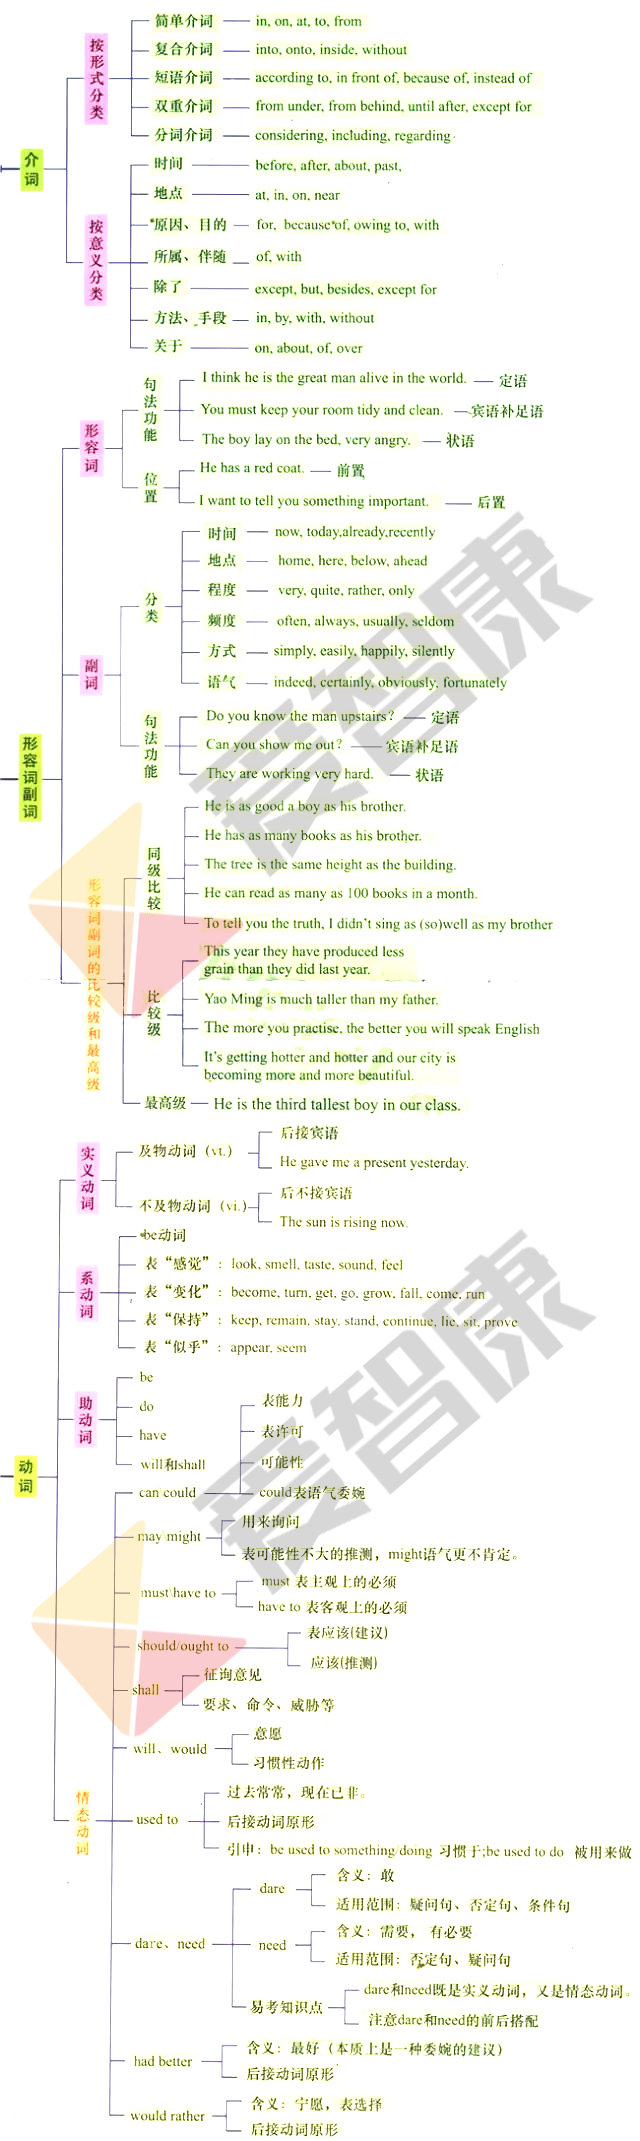 介词
按形式分类
简单介词 in, on, at, to, from
复合介词 into, onto, inside, without
短语介词 according to, in front of, because of, instead of
双重介词 from under, from behind, until after, except for
分词介词 considering, including, regarding
按意义分类
时间 before, after, about, past,
地点 at, in, on, near
原因、目的 for, because of, owing to, with
所属、伴随 of, with
除了 except, but, besides, except for
方法、手段 in, by, with, without
关于 on, about, of, over
形容词副词
形容词
句法功能
I think he is the great man alive in the world. 定语
You must keep your room tidy and clean. 宾语补足语
The boy lay on the bed, very angry. 状语
位置
He has a red coat. 前置
I want to tell you something important. 后置
副词
分类
时间 now, today,already,recently
地点 home, here, below, ahead
程度 very, quite, rather, only
频度 often, always, usually, seldom
方式 simply, easily, happily, silently
语气 indeed, certainly, obviously, fortunately
句法功能
Do you know the man upstairs? 定语
Can you show me out? 宾语补足语
They are working very hard. 状语
形容词副词的比较级和最高级
同级比较
He is as good a boy as his brother.
He has as many books as his brother.
The tree is the same height as the building.
He can read as many as 100 books in a month.
To tell you the truth, I didn't sing as (so)well as my brother
比较级
This year they have produced less
grain than they did last year.
Yao Ming is much taller than my father.
The more you practise, the better you will speak English
It's getting hotter and hotter and our city is
becoming more and more beautiful.
最高级 He is the third tallest boy in our class.
动词
实义动词
及物动词（vt.）
后接宾语
He gave me a present yesterday.
不及物动词（vi.）
后不接宾语
The sun is rising now.
系动词
be动词
表“感觉”：look, smell, taste, sound, feel
表“变化”：become, turn, get, go, grow, fall, come, run
表“保持”：keep, remain, stay, stand, continue, lie, sit, prove
表“似乎”：appear, seem
助动词
be
do
have
will和shall
情态动词
can\could
表能力
表许可
可能性
could表语气委婉
may\might
用来询问
表可能性不大的推测，might语气更不肯定。
must\have to
must 表主观上的必须
have to 表客观上的必须
should/ought to
表应该(建议)
应该(推测)
shall
征询意见
要求、命令、威胁等
will、would
意愿
习惯性动作
used to
过去常常，现在已非。
后接动词原形
引申：be used to something/doing 习惯于;be used to do 被用来做
dare、need
dare
含义：敢
适用范围：疑问句、否定句、条件句
need
含义：需要，有必要
适用范围：否定句、疑问句
易考知识点
dare和need既是实义动词，又是情态动词。
注意dare和need的前后搭配
had better
含义：最好（本质上是一种委婉的建议）
后接动词原形
would rather
含义：宁愿，表选择
后接动词原形
爱智康
爱智康